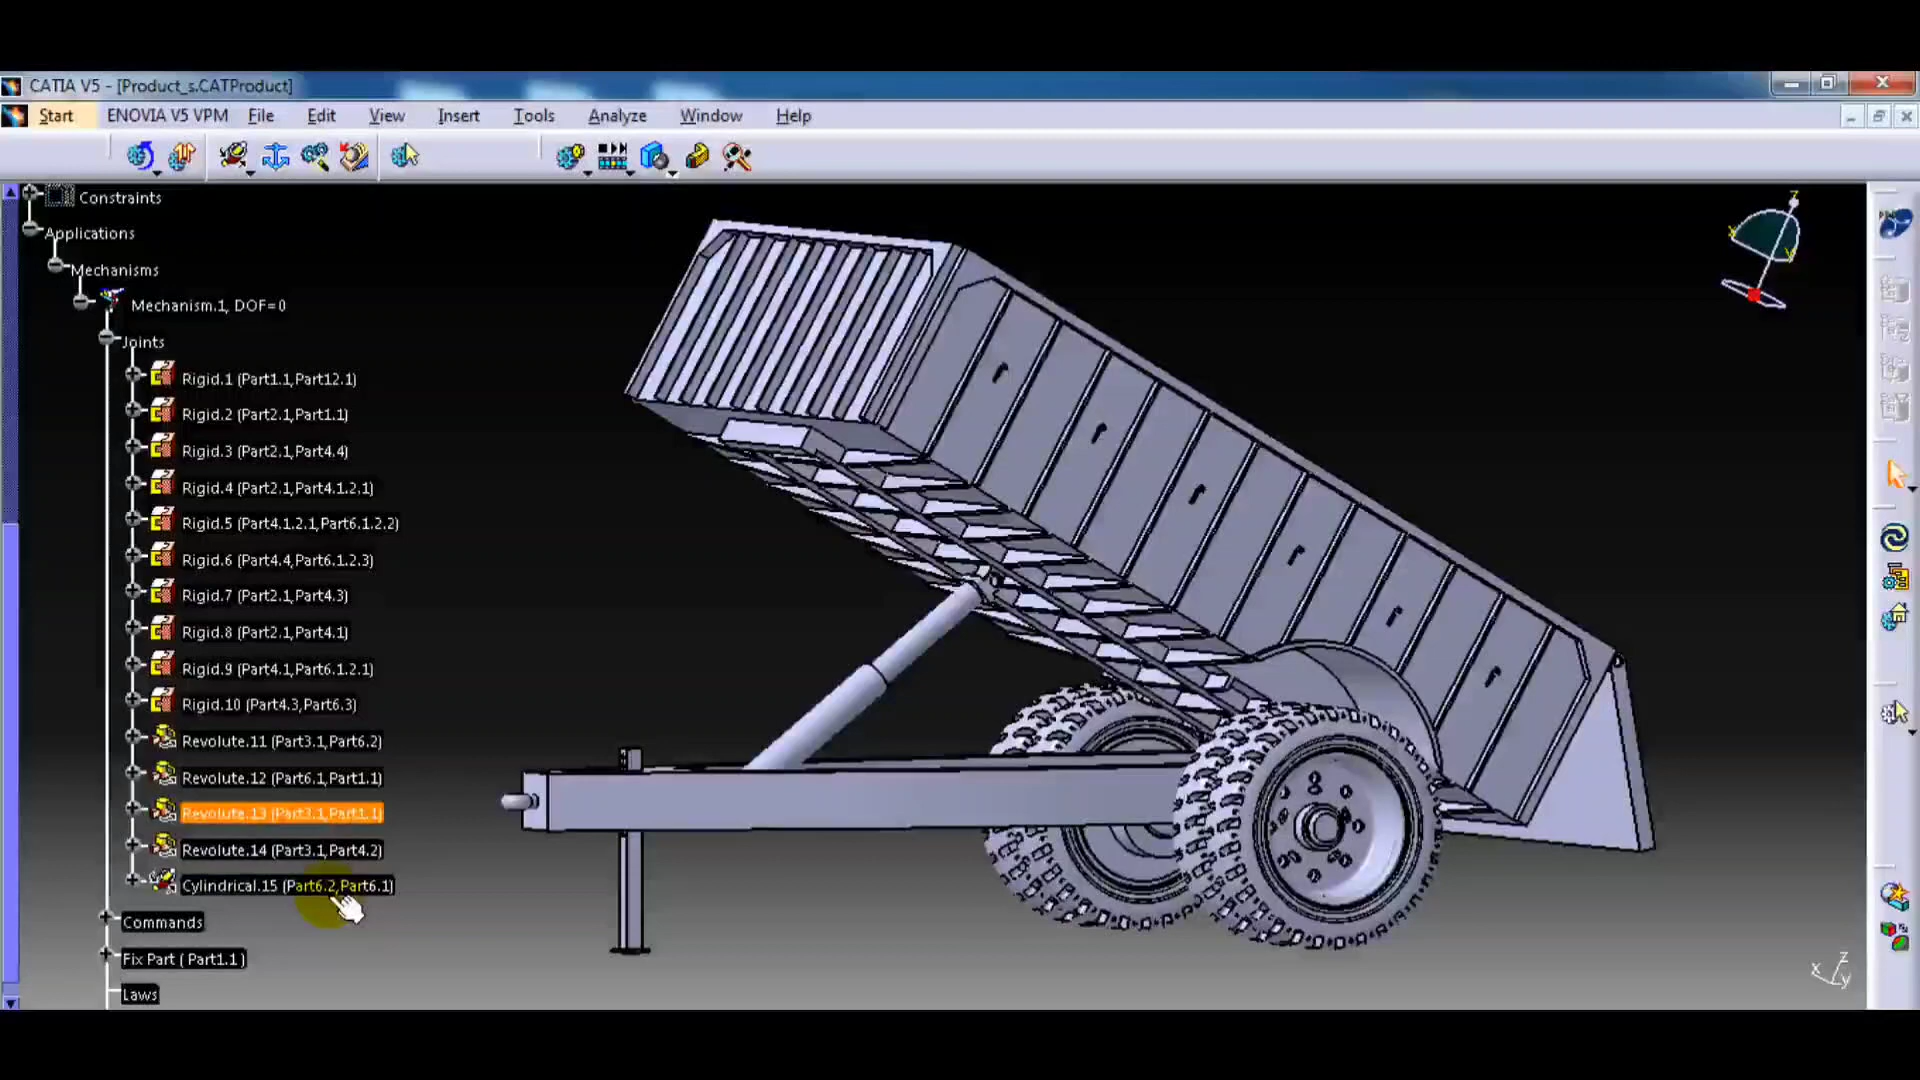 CATIA V5 - [Product_s.CATProduct]
Start ENOVIA V5 VPM File Edit View Insert Tools Analyze Window Help
Constraints
Applications
Mechanisms
Mechanism.1, DOF=0
Joints
Rigid.1 (Part1.1,Part12.1)
Rigid.2 (Part2.1,Part1.1)
Rigid.3 (Part2.1,Part4.4)
Rigid.4 (Part2.1,Part4.1.2.1)
Rigid.5 (Part4.1.2.1,Part6.1.2.2)
Rigid.6 (Part4.4,Part6.1.2.3)
Rigid.7 (Part2.1,Part4.3)
Rigid.8 (Part2.1,Part4.1)
Rigid.9 (Part4.1,Part6.1.2.1)
Rigid.10 (Part4.3,Part6.3)
Revolute.11 (Part3.1,Part6.2)
Revolute.12 (Part6.1,Part1.1)
Revolute.13 (Part3.1,Part1.1)
Revolute.14 (Part3.1,Part4.2)
Cylindrical.15 (Part6.2,Part6.1)
Commands
Fix Part ( Part1.1 )
Laws
z
x
y